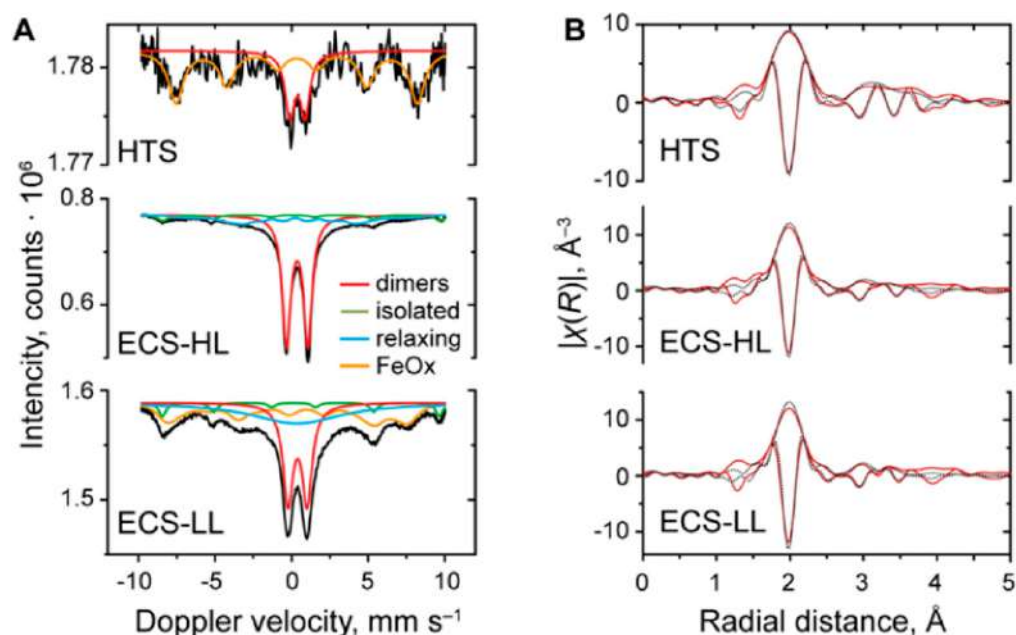 A
1.78
1.77
HTS
0.8
0.6
ECS-HL
dimers
isolated
relaxing
FeOx
1.6
1.5
ECS-LL
-10 -5 0 5 10
Doppler velocity, mm s⁻¹
Intencity, counts · 10⁶
B
10
0
-10
HTS
10
0
-10
ECS-HL
10
0
-10
ECS-LL
0 1 2 3 4 5
Radial distance, Å
|χ(R)|, Å⁻³